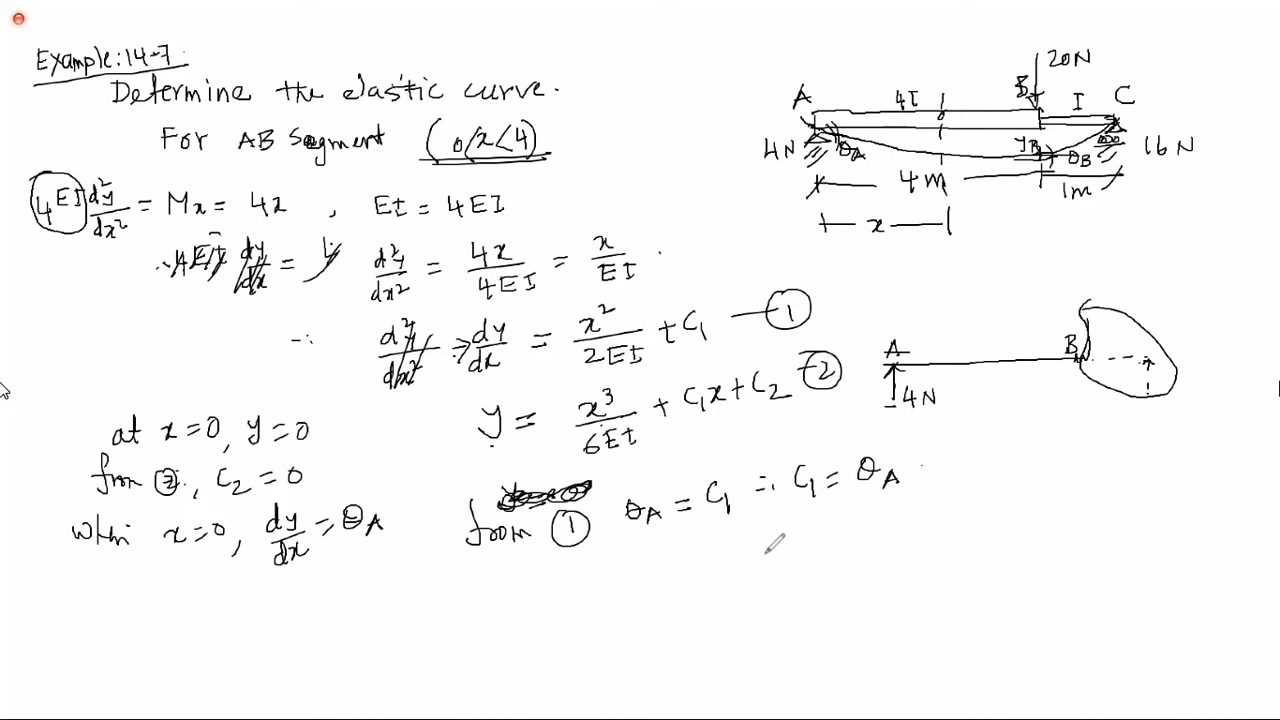 Example: 14-7.
Determine the elastic curve.
For AB Segment (0/x<4)
4EI d²y/dx² = Mx = 4x , EI = 4EI
d²y/dx² = 4x/4EI = x/EI .
∴ dy/dx = x²/2EI + C₁ — ①
y = x³/6EI + C₁x + C₂ — ②
at x=0, y=0
from ②, C₂ = 0
when x=0, dy/dx = θA
from ① θA = C₁ ∴ C₁ = θA
20N
A 4I B I C
4N θA yB θB 16N
4m 1m
x
A B
4N